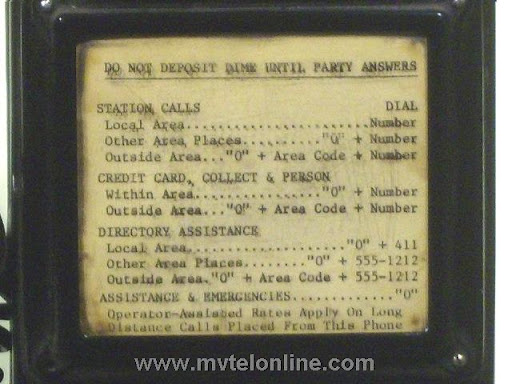 DO NOT DEPOSIT DIME UNTIL PARTY ANSWERS
STATION CALLS DIAL
Local Area..........................Number
Other Area Places..........."0" + Number
Outside Area..."0" + Area Code + Number
CREDIT CARD, COLLECT & PERSON
Within Area.................."0" + Number
Outside Area..."0" + Area Code + Number
DIRECTORY ASSISTANCE
Local Area......................"0" + 411
Other Area Places........."0" + 555-1212
Outside Area."0" + Area Code + 555-1212
ASSISTANCE & EMERGENCIES............."0"
Operator-Assisted Rates Apply On Long
Distance Calls Placed From This Phone
www.mvtelonline.com